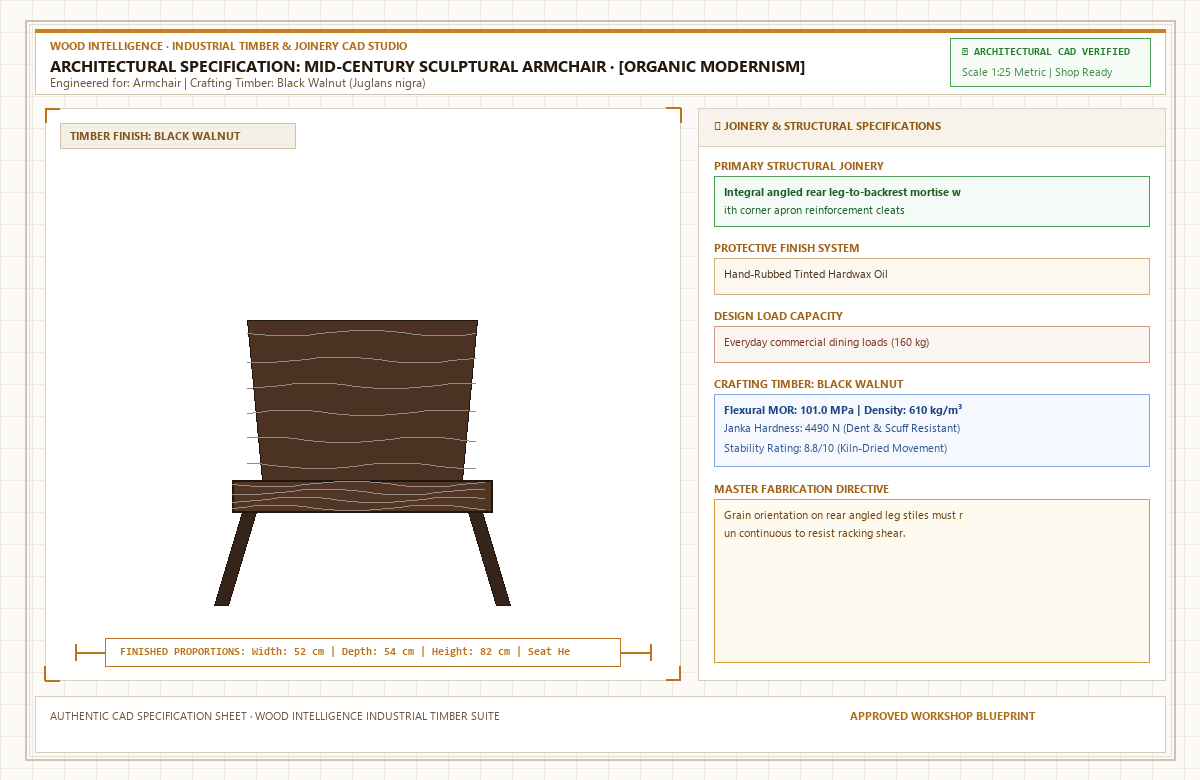 WOOD INTELLIGENCE · INDUSTRIAL TIMBER & JOINERY CAD STUDIO
ARCHITECTURAL SPECIFICATION: MID-CENTURY SCULPTURAL ARMCHAIR · [ORGANIC MODERNISM]
Engineered for: Armchair | Crafting Timber: Black Walnut (Juglans nigra)
ARCHITECTURAL CAD VERIFIED
Scale 1:25 Metric | Shop Ready
TIMBER FINISH: BLACK WALNUT
FINISHED PROPORTIONS: Width: 52 cm | Depth: 54 cm | Height: 82 cm | Seat He
JOINERY & STRUCTURAL SPECIFICATIONS
PRIMARY STRUCTURAL JOINERY
Integral angled rear leg-to-backrest mortise w
ith corner apron reinforcement cleats
PROTECTIVE FINISH SYSTEM
Hand-Rubbed Tinted Hardwax Oil
DESIGN LOAD CAPACITY
Everyday commercial dining loads (160 kg)
CRAFTING TIMBER: BLACK WALNUT
Flexural MOR: 101.0 MPa | Density: 610 kg/m³
Janka Hardness: 4490 N (Dent & Scuff Resistant)
Stability Rating: 8.8/10 (Kiln-Dried Movement)
MASTER FABRICATION DIRECTIVE
Grain orientation on rear angled leg stiles must r
un continuous to resist racking shear.
AUTHENTIC CAD SPECIFICATION SHEET · WOOD INTELLIGENCE INDUSTRIAL TIMBER SUITE
APPROVED WORKSHOP BLUEPRINT